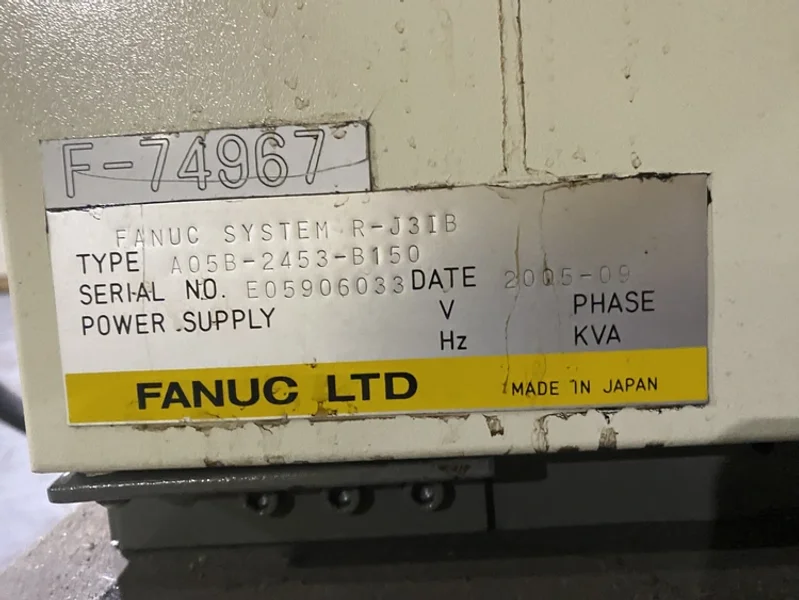 F-74967
FANUC SYSTEM R-J3IB
TYPE A05B-2453-B150
SERIAL NO. E05906033 DATE 2005-09
POWER SUPPLY V PHASE
Hz KVA
FANUC LTD MADE IN JAPAN